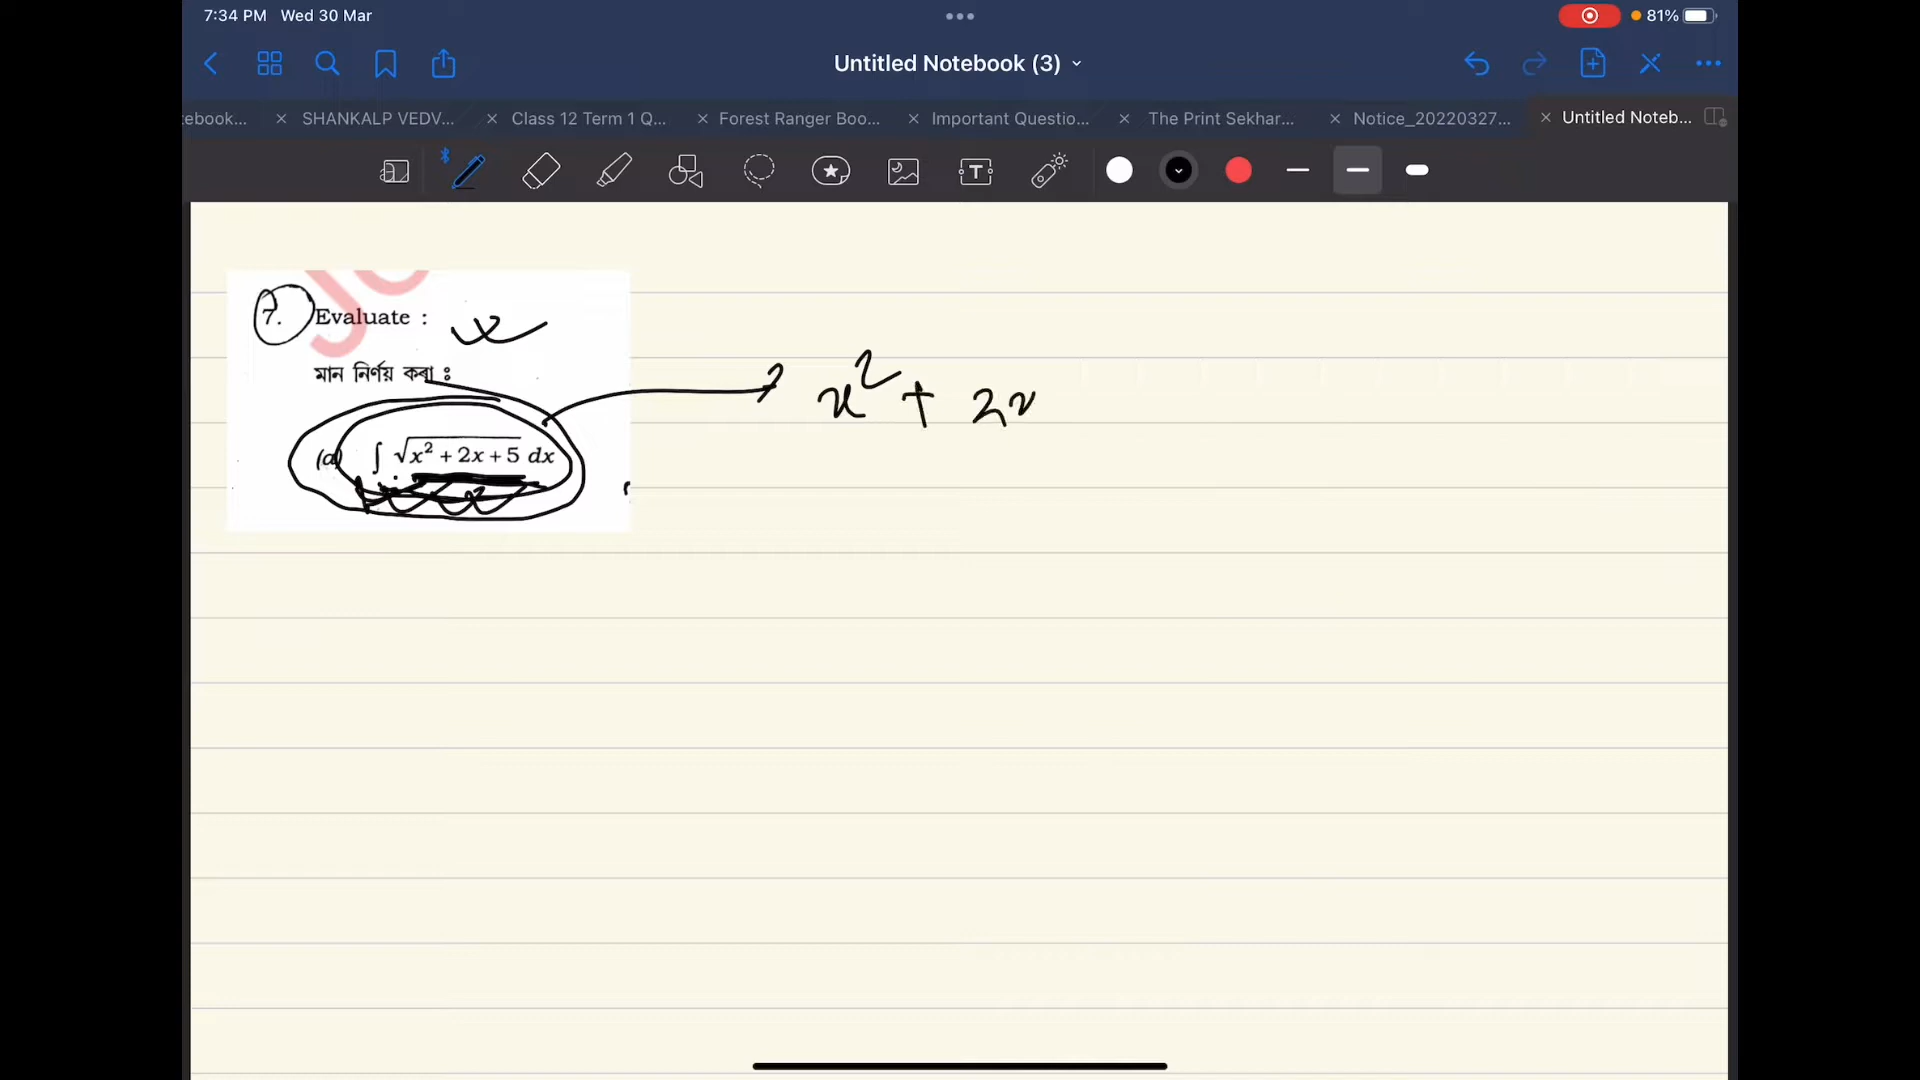 7:34 PM Wed 30 Mar
81%
Untitled Notebook (3)
tebook...
SHANKALP VEDV...
Class 12 Term 1 Q...
Forest Ranger Boo...
Important Questio...
The Print Sekhar...
Notice_20220327...
Untitled Noteb...
7. Evaluate :
মান নিৰ্ণয় কৰা :
(a) ∫ √x² + 2x + 5 dx
x² + 2x